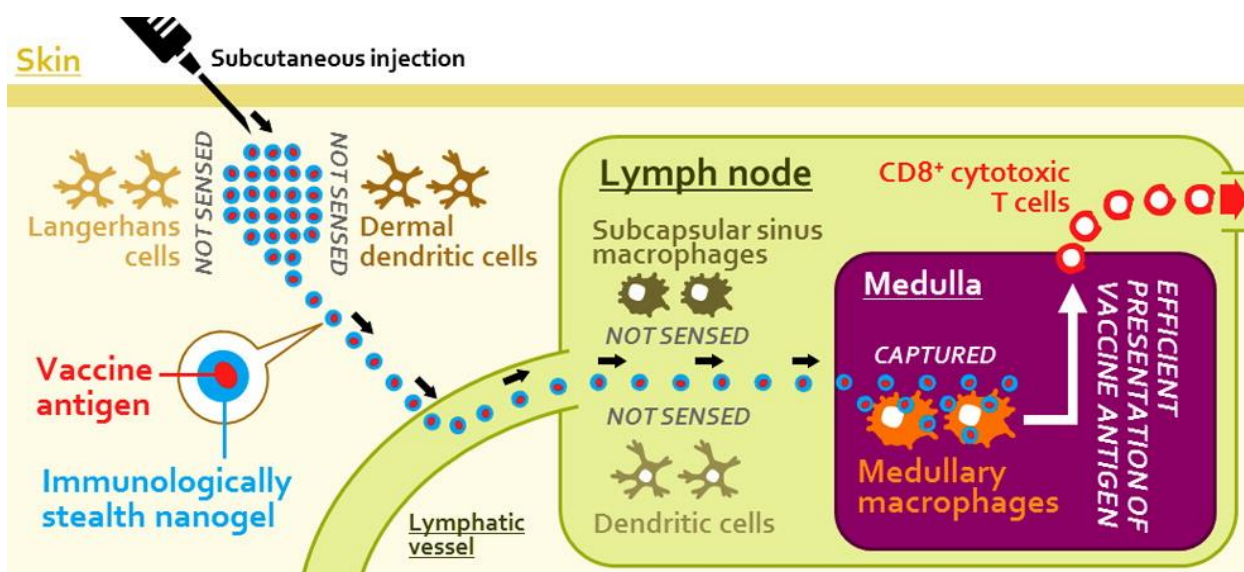 Skin
Subcutaneous injection
NOT SENSED
NOT SENSED
Langerhans
cells
Dermal
dendritic cells
Vaccine
antigen
Immunologically
stealth nanogel
Lymphatic
vessel
Lymph node
Subcapsular sinus
macrophages
NOT SENSED
NOT SENSED
Dendritic cells
CD8⁺ cytotoxic
T cells
Medulla
CAPTURED
Medullary
macrophages
EFFICIENT
PRESENTATION OF
VACCINE ANTIGEN